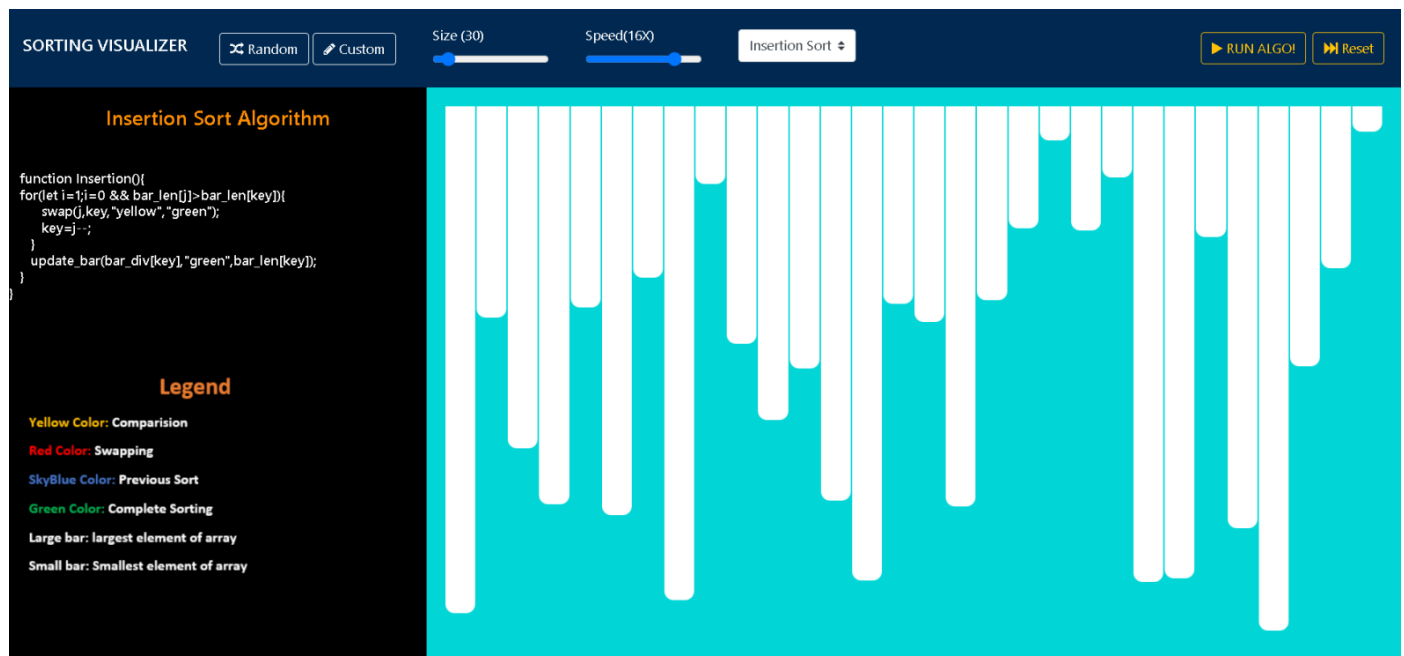 SORTING VISUALIZER
Random
Custom
Size (30)
Speed(16X)
Insertion Sort
RUN ALGO!
Reset
Insertion Sort Algorithm
function Insertion(){
for(let i=1;i=0 && bar_len[j]>bar_len[key]){
swap(j,key,"yellow","green");
key=j--;
}
update_bar(bar_div[key],"green",bar_len[key]);
}
}
Legend
Yellow Color: Comparision
Red Color: Swapping
SkyBlue Color: Previous Sort
Green Color: Complete Sorting
Large bar: largest element of array
Small bar: Smallest element of array